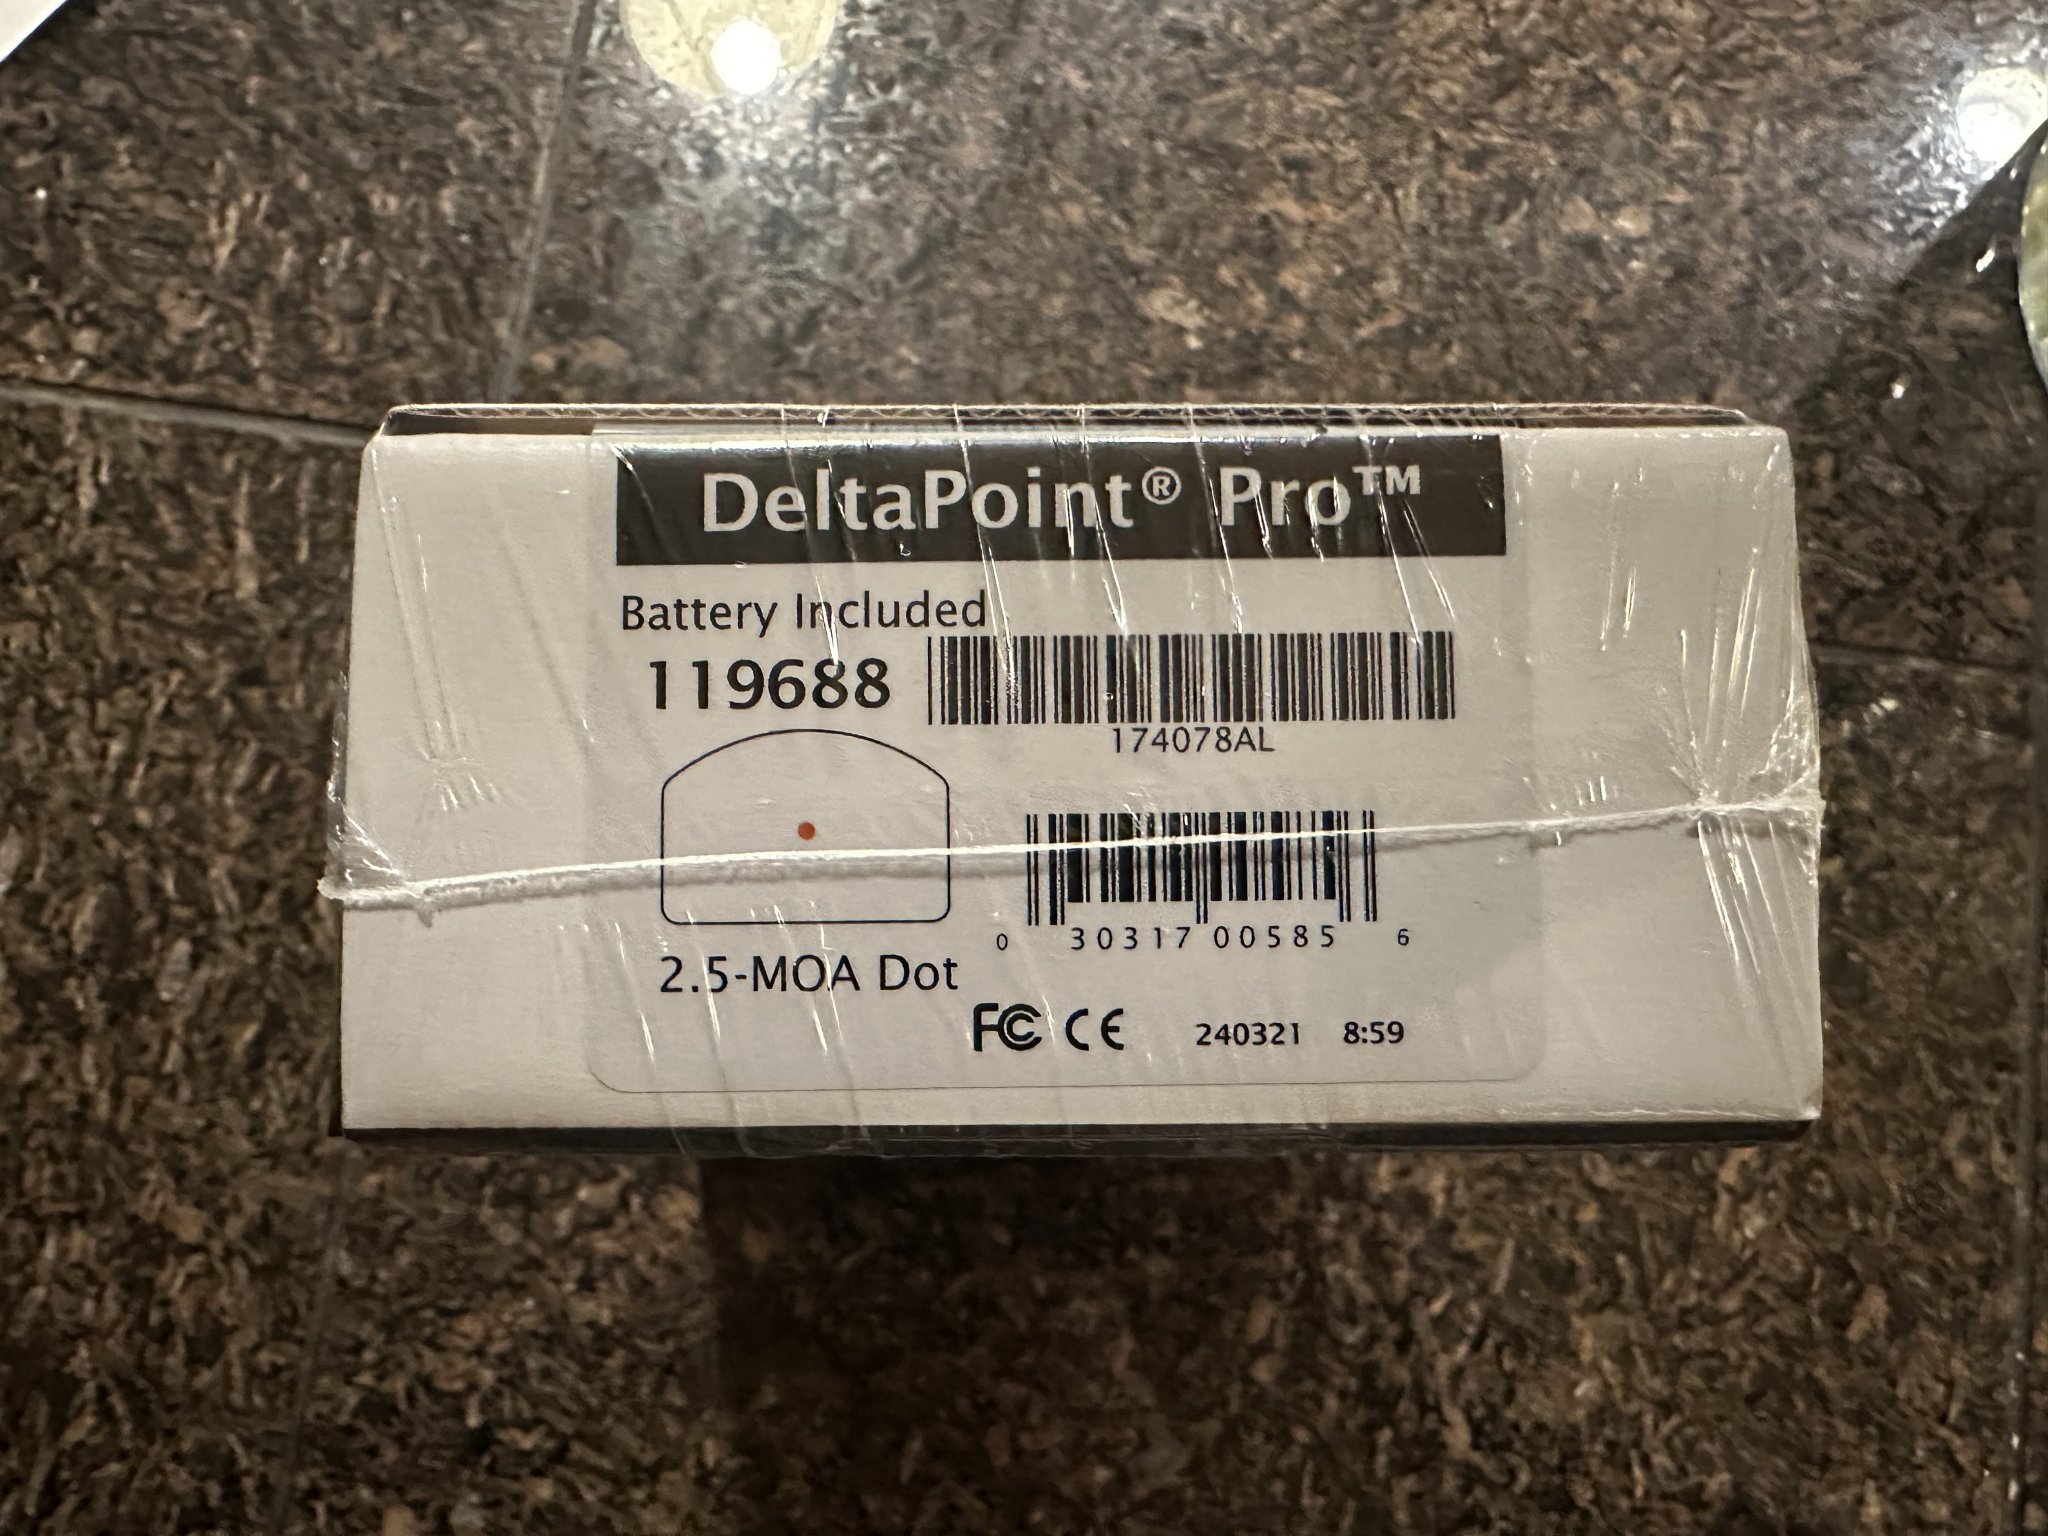 DeltaPoint® Pro™
Battery Included
119688
174078AL
0 30317 00585 6
2.5-MOA Dot
FC CE 240321 8:59